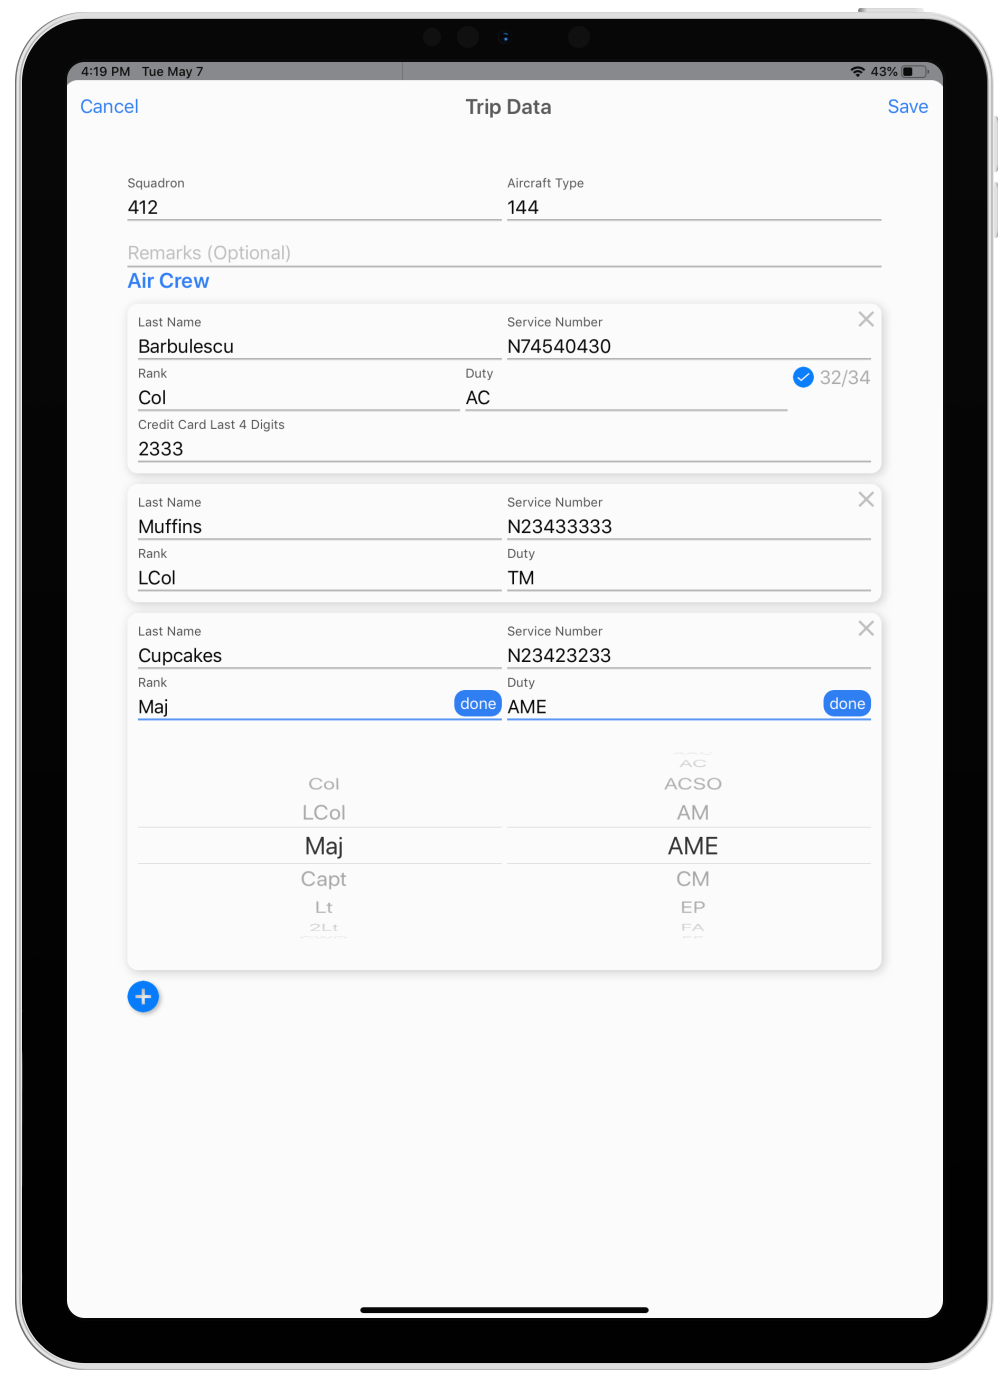 4:19 PM Tue May 7 43%
Cancel Trip Data Save
Squadron Aircraft Type
412 144
Remarks (Optional)
Air Crew
Last Name Service Number
Barbulescu N74540430
Rank Duty 32/34
Col AC
Credit Card Last 4 Digits
2333
Last Name Service Number
Muffins N23433333
Rank Duty
LCol TM
Last Name Service Number
Cupcakes N23423233
Rank Duty
Maj done AME done
AC
Col ACSO
LCol AM
Maj AME
Capt CM
Lt EP
2Lt FA